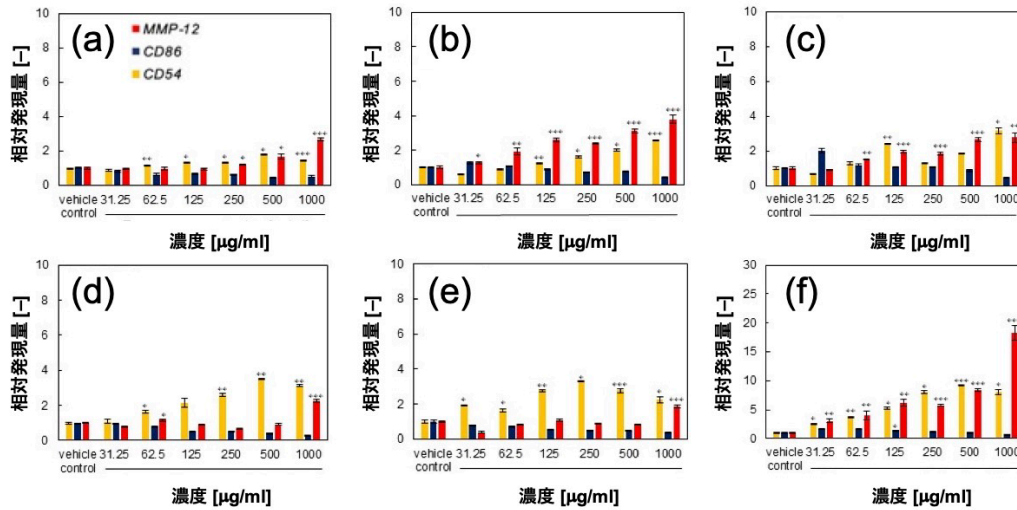 (a)
MMP-12
CD86
CD54
相対発現量 [–]
10
8
6
4
2
0
vehicle control 31.25 62.5 125 250 500 1000
** * * * * *** ***
濃度 [μg/ml]
(b)
相対発現量 [–]
10
8
6
4
2
0
vehicle control 31.25 62.5 125 250 500 1000
* ** ** *** * *** * *** *** ***
濃度 [μg/ml]
(c)
相対発現量 [–]
10
8
6
4
2
0
vehicle control 31.25 62.5 125 250 500 1000
** ** *** *** *** * ***
濃度 [μg/ml]
(d)
相対発現量 [–]
10
8
6
4
2
0
vehicle control 31.25 62.5 125 250 500 1000
** * ** ** ** ***
濃度 [μg/ml]
(e)
相対発現量 [–]
10
8
6
4
2
0
vehicle control 31.25 62.5 125 250 500 1000
* ** ** * *** * ***
濃度 [μg/ml]
(f)
相対発現量 [–]
30
25
20
15
10
5
0
vehicle control 31.25 62.5 125 250 500 1000
* ** ** ** * ** * * *** *** *** * ***
濃度 [μg/ml]